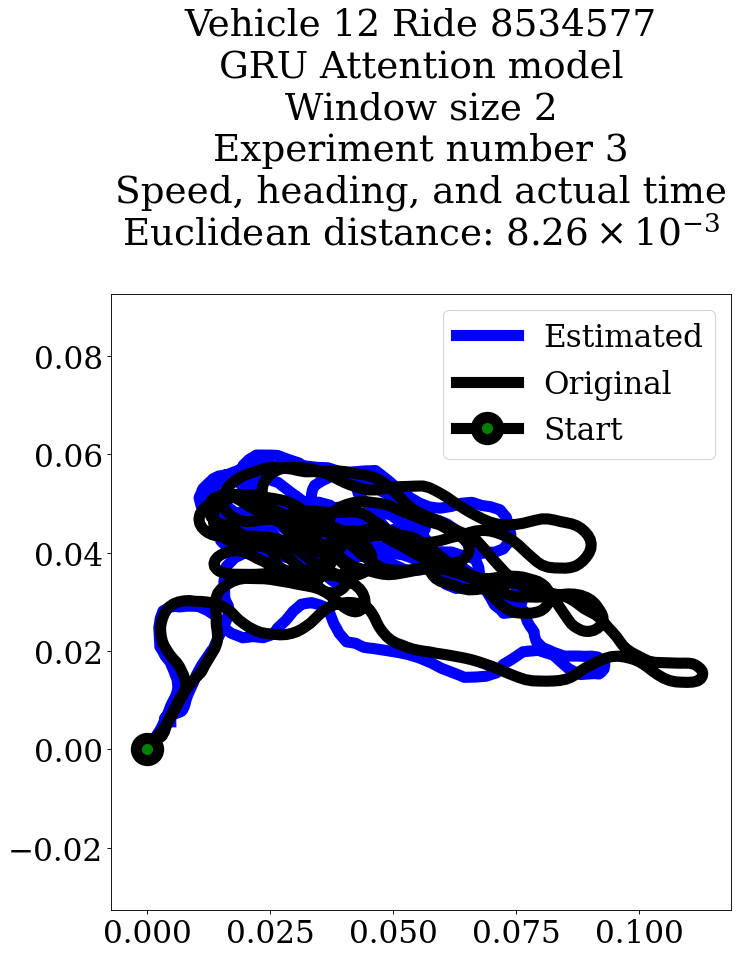 Vehicle 12 Ride 8534577
GRU Attention model
Window size 2
Experiment number 3
Speed, heading, and actual time
Euclidean distance: 8.26 × 10⁻³
Estimated
Original
Start
0.08
0.06
0.04
0.02
0.00
−0.02
0.000 0.025 0.050 0.075 0.100